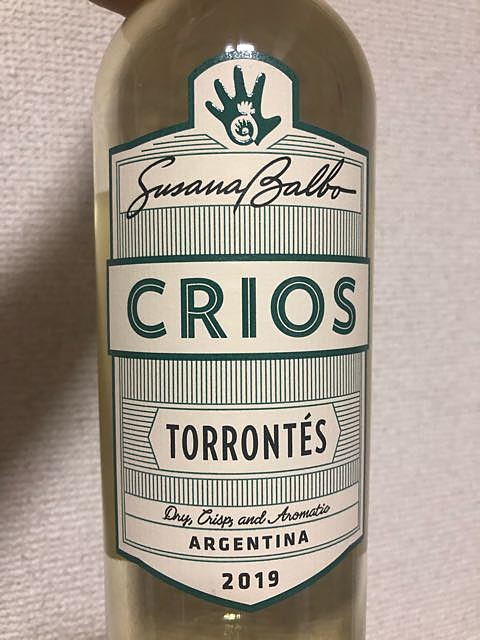 Susana Balbo
CRIOS
TORRONTÉS
Dry, Crisp, and Aromatic
ARGENTINA
2019